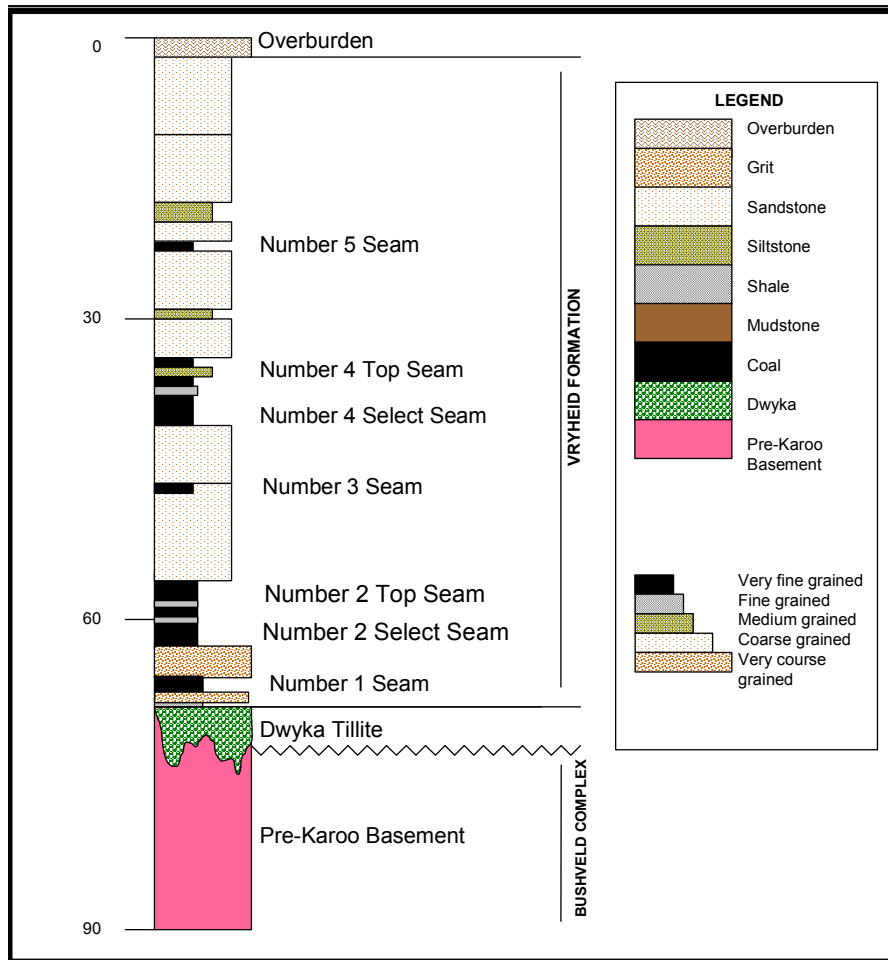 0
Overburden
Number 5 Seam
30
Number 4 Top Seam
Number 4 Select Seam
Number 3 Seam
Number 2 Top Seam
60
Number 2 Select Seam
Number 1 Seam
Dwyka Tillite
Pre-Karoo Basement
90
VRYHEID FORMATION
BUSHVELD COMPLEX
LEGEND
Overburden
Grit
Sandstone
Siltstone
Shale
Mudstone
Coal
Dwyka
Pre-Karoo
Basement
Very fine grained
Fine grained
Medium grained
Coarse grained
Very course
grained